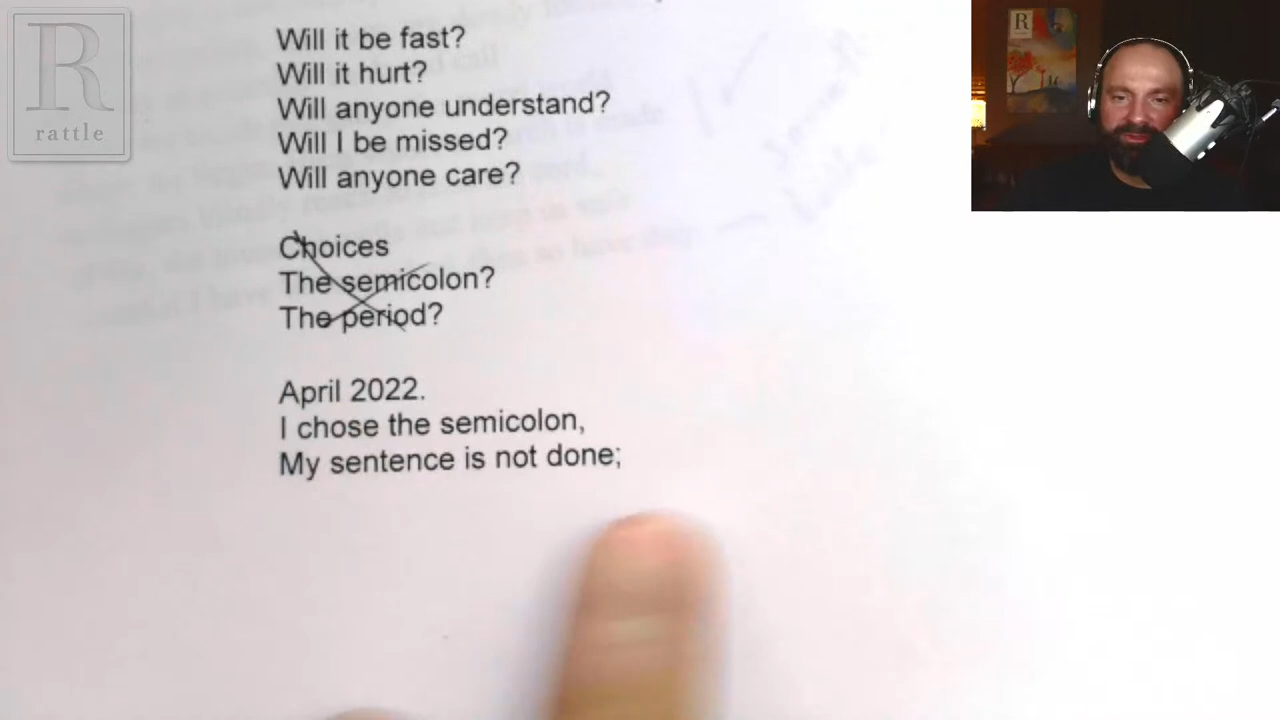 R
rattle
Will it be fast?
Will it hurt?
Will anyone understand?
Will I be missed?
Will anyone care?
Choices
The semicolon?
The period?
April 2022.
I chose the semicolon,
My sentence is not done;
R